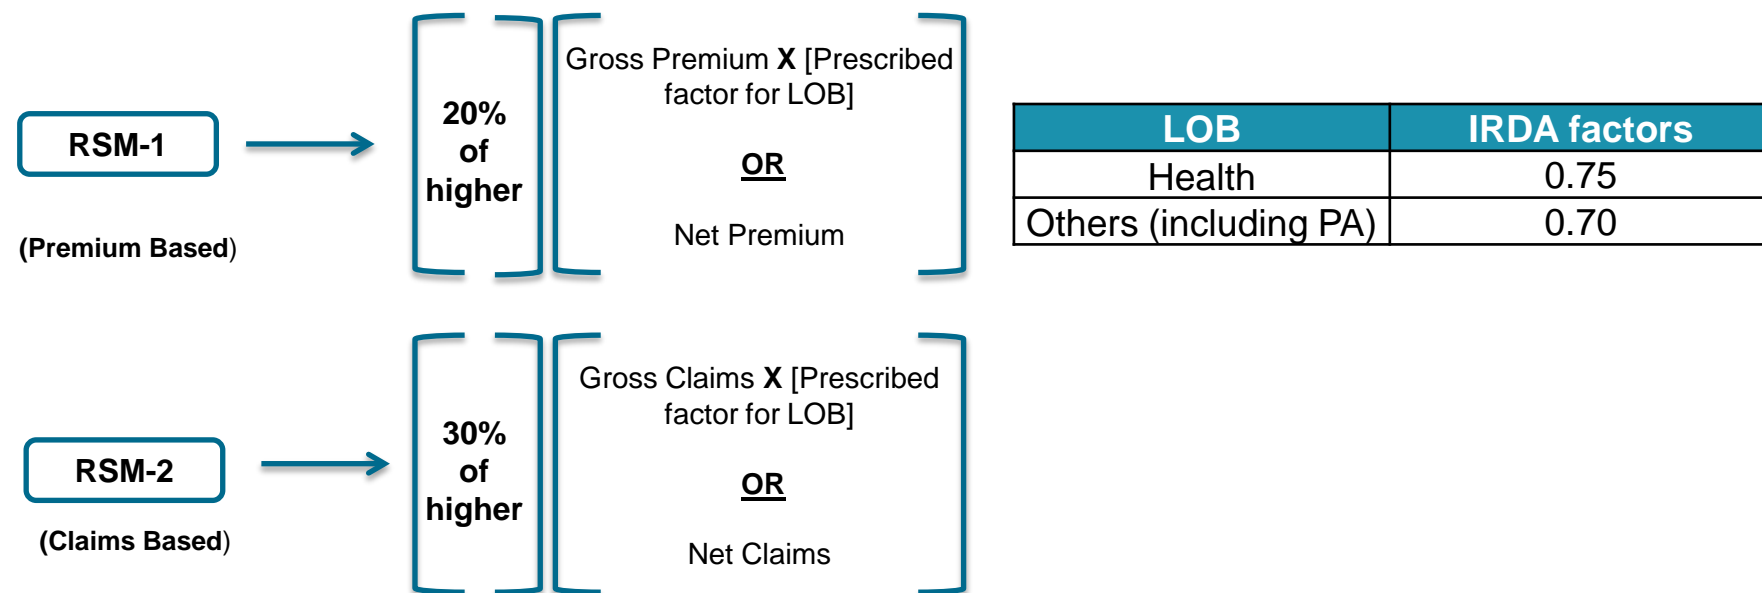 RSM-1
(Premium Based)
20%
of
higher
Gross Premium X [Prescribed
factor for LOB]
OR
Net Premium
LOB IRDA factors
Health 0.75
Others (including PA) 0.70
RSM-2
(Claims Based)
30%
of
higher
Gross Claims X [Prescribed
factor for LOB]
OR
Net Claims